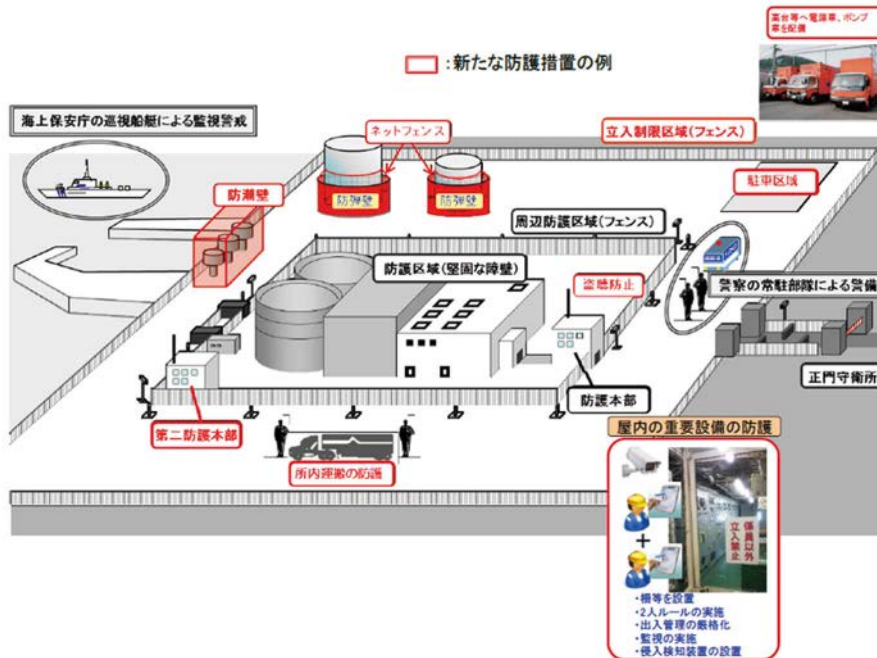 高台等へ電源車、ポンプ
車を配備
:新たな防護措置の例
海上保安庁の巡視船艇による監視警戒
ネットフェンス
立入制限区域(フェンス)
防潮壁
防弾壁
防弾壁
駐車区域
周辺防護区域(フェンス)
防護区域(堅固な障壁)
盗聴防止
警察の常駐部隊による警備
正門守衛所
防護本部
第二防護本部
所内運搬の防護
屋内の重要設備の防護
係員以外
立入禁止
+
・柵等を設置
・2人ルールの実施
・出入管理の厳格化
・監視の実施
・侵入検知装置の設置